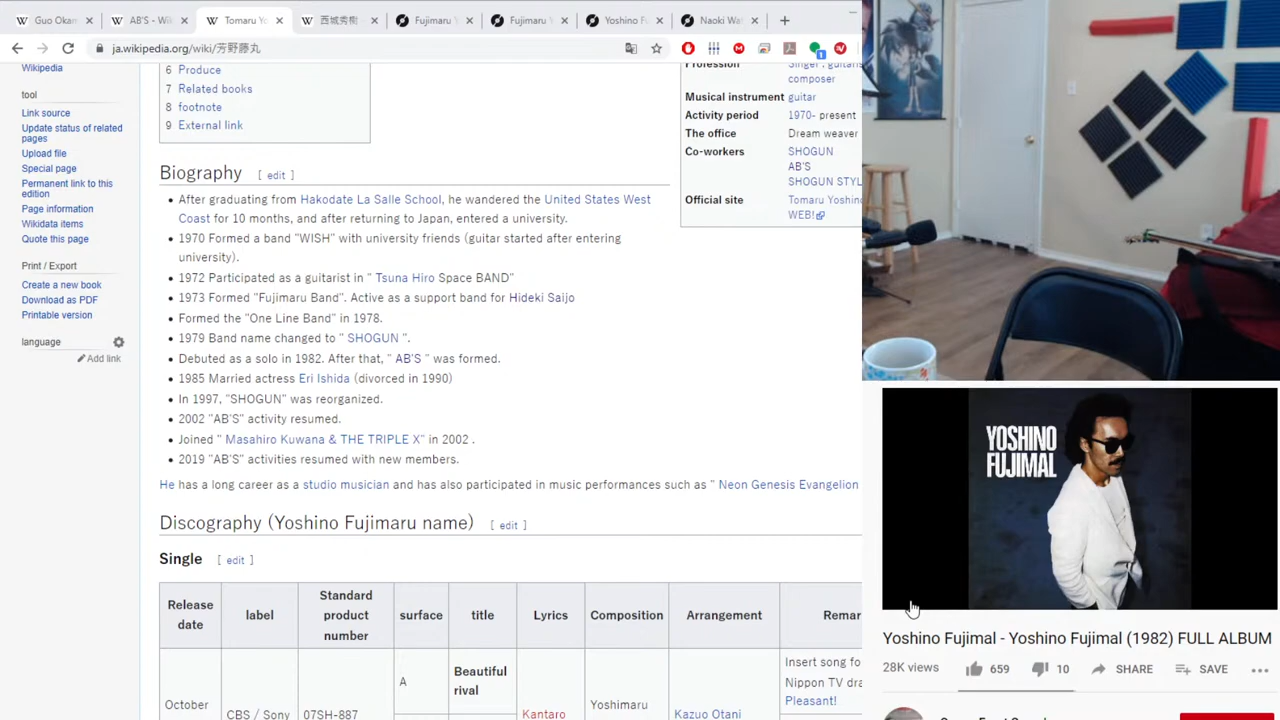 Guo Okan
AB'S - Wiki
Tomaru Yo
西城秀樹
Fujimaru Y
Fujimaru
Yoshino F
Naoki Wa
ja.wikipedia.org/wiki/芳野藤丸
Wikipedia
tool
Link source
Update status of related
pages
Upload file
Special page
Permanent link to this
edition
Page information
Wikidata items
Quote this page
Print / Export
Create a new book
Download as PDF
Printable version
language
Add link
6 Produce
7 Related books
8 footnote
9 External link
Profession
composer
Musical instrument guitar
Activity period 1970- present
The office Dream weaver
Co-workers SHOGUN
AB'S
SHOGUN STYL
Official site Tomaru Yoshino
WEB!
Biography [ edit ]
After graduating from Hakodate La Salle School, he wandered the United States West
Coast for 10 months, and after returning to Japan, entered a university.
1970 Formed a band "WISH" with university friends (guitar started after entering
university).
1972 Participated as a guitarist in " Tsuna Hiro Space BAND"
1973 Formed "Fujimaru Band". Active as a support band for Hideki Saijo
Formed the "One Line Band" in 1978.
1979 Band name changed to " SHOGUN ".
Debuted as a solo in 1982. After that, " AB'S " was formed.
1985 Married actress Eri Ishida (divorced in 1990)
In 1997, "SHOGUN" was reorganized.
2002 "AB'S" activity resumed.
Joined " Masahiro Kuwana & THE TRIPLE X" in 2002 .
2019 "AB'S" activities resumed with new members.
He has a long career as a studio musician and has also participated in music performances such as " Neon Genesis Evangelion
Discography (Yoshino Fujimaru name) [ edit ]
Single [ edit ]
Release
date
label
Standard
product
number
surface
title
Lyrics
Composition
Arrangement
Remar
October
CBS / Sony
07SH-887
A
Beautiful
rival
Kantaro
Yoshimaru
Kazuo Otani
Insert song fo
Nippon TV dra
Pleasant!
YOSHINO
FUJIMAL
Yoshino Fujimal - Yoshino Fujimal (1982) FULL ALBUM
28K views
659
10
SHARE
SAVE